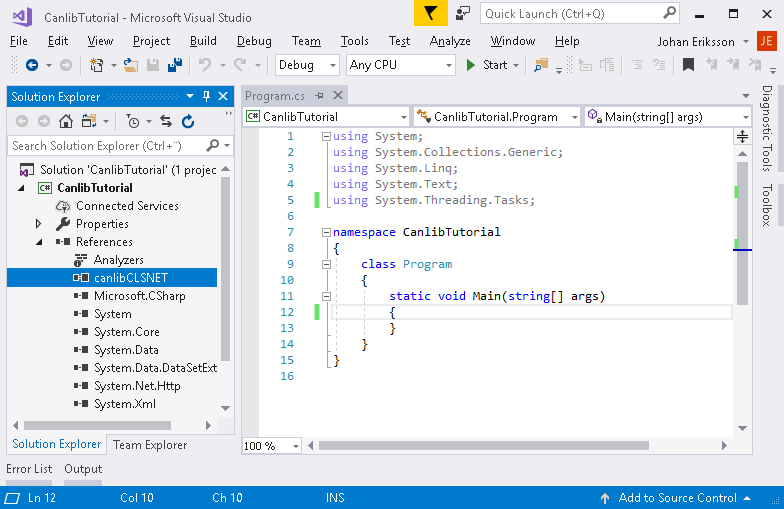 CanlibTutorial - Microsoft Visual Studio
Quick Launch (Ctrl+Q)
File Edit View Project Build Debug Team Tools Test Analyze Window Help Johan Eriksson JE
Debug Any CPU Start
Solution Explorer
Search Solution Explorer (Ctrl+¨)
Solution 'CanlibTutorial' (1 projec
C# CanlibTutorial
Connected Services
Properties
References
Analyzers
canlibCLSNET
Microsoft.CSharp
System
System.Core
System.Data
System.Data.DataSetExt
System.Net.Http
System.Xml
Solution Explorer Team Explorer
Program.cs
C# CanlibTutorial CanlibTutorial.Program Main(string[] args)
1 using System;
2 using System.Collections.Generic;
3 using System.Linq;
4 using System.Text;
5 using System.Threading.Tasks;
6
7 namespace CanlibTutorial
8 {
9 class Program
10 {
11 static void Main(string[] args)
12 {
13 }
14 }
15 }
16
100 %
Diagnostic Tools
Toolbox
Error List Output
Ln 12 Col 10 Ch 10 INS Add to Source Control